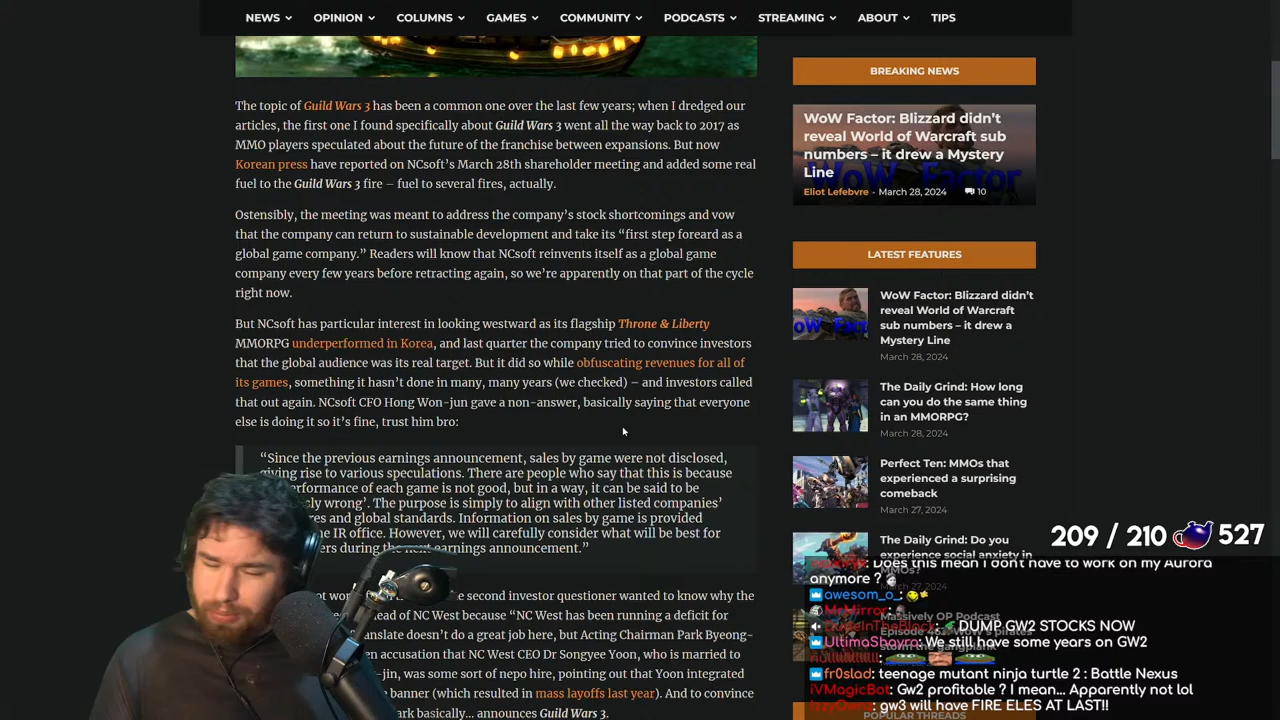 NEWS OPINION COLUMNS GAMES COMMUNITY PODCASTS STREAMING ABOUT TIPS
The topic of Guild Wars 3 has been a common one over the last few years; when I dredged our
articles, the first one I found specifically about Guild Wars 3 went all the way back to 2017 as
MMO players speculated about the future of the franchise between expansions. But now
Korean press have reported on NCsoft's March 28th shareholder meeting and added some real
fuel to the Guild Wars 3 fire – fuel to several fires, actually.
Ostensibly, the meeting was meant to address the company's stock shortcomings and vow
that the company can return to sustainable development and take its “first step foreard as a
global game company.” Readers will know that NCsoft reinvents itself as a global game
company every few years before retracting again, so we're apparently on that part of the cycle
right now.
But NCsoft has particular interest in looking westward as its flagship Throne & Liberty
MMORPG underperformed in Korea, and last quarter the company tried to convince investors
that the global audience was its real target. But it did so while obfuscating revenues for all of
its games, something it hasn't done in many, many years (we checked) – and investors called
that out again. NCsoft CFO Hong Won-jun gave a non-answer, basically saying that everyone
else is doing it so it's fine, trust him bro:
“Since the previous earnings announcement, sales by game were not disclosed,
giving rise to various speculations. There are people who say that this is because
performance of each game is not good, but in a way, it can be said to be
wrong'. The purpose is simply to align with other listed companies'
and global standards. Information on sales by game is provided
IR office. However, we will carefully consider what will be best for
during the next earnings announcement.”
second investor questioner wanted to know why the
head of NC West because “NC West has been running a deficit for
translate doesn't do a great job here, but Acting Chairman Park Byeong-
accusation that NC West CEO Dr Songyee Yoon, who is married to
was some sort of nepo hire, pointing out that Yoon integrated
banner (which resulted in mass layoffs last year). And to convince
basically... announces Guild Wars 3.
BREAKING NEWS
WoW Factor: Blizzard didn't
reveal World of Warcraft sub
numbers – it drew a Mystery
Line
Eliot Lefebvre - March 28, 2024 10
LATEST FEATURES
WoW Factor: Blizzard didn't
reveal World of Warcraft
sub numbers – it drew a
Mystery Line
March 28, 2024
The Daily Grind: How long
can you do the same thing
in an MMORPG?
March 28, 2024
Perfect Ten: MMOs that
experienced a surprising
comeback
March 27, 2024
The Daily Grind: Do you
experience social anxiety in
MMOs?
March 27, 2024
Massively OP Podcast
POPULAR THREADS
209 / 210 527
Does this mean I don't have to work on my Aurora
anymore ?
awesom_o_:
MrMirror:
DUMP GW2 STOCKS NOW
UltimaShayra: We still have some years on GW2
fr0slad: teenage mutant ninja turtle 2 : Battle Nexus
iVMagicBot: Gw2 profitable ? I mean... Apparently not lol
gw3 will have FIRE ELES AT LAST!!